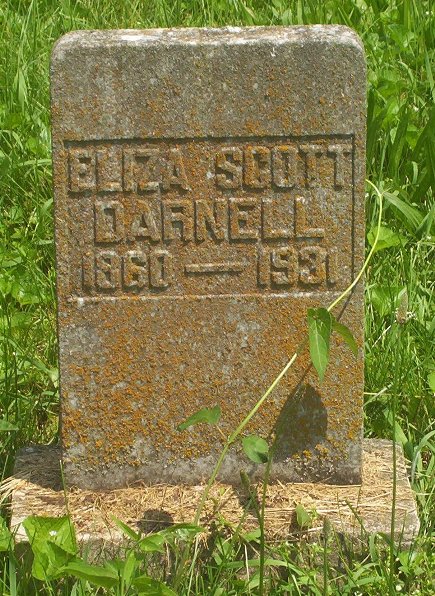 ELIZA SCOTT
DARNELL
1860 — 1931